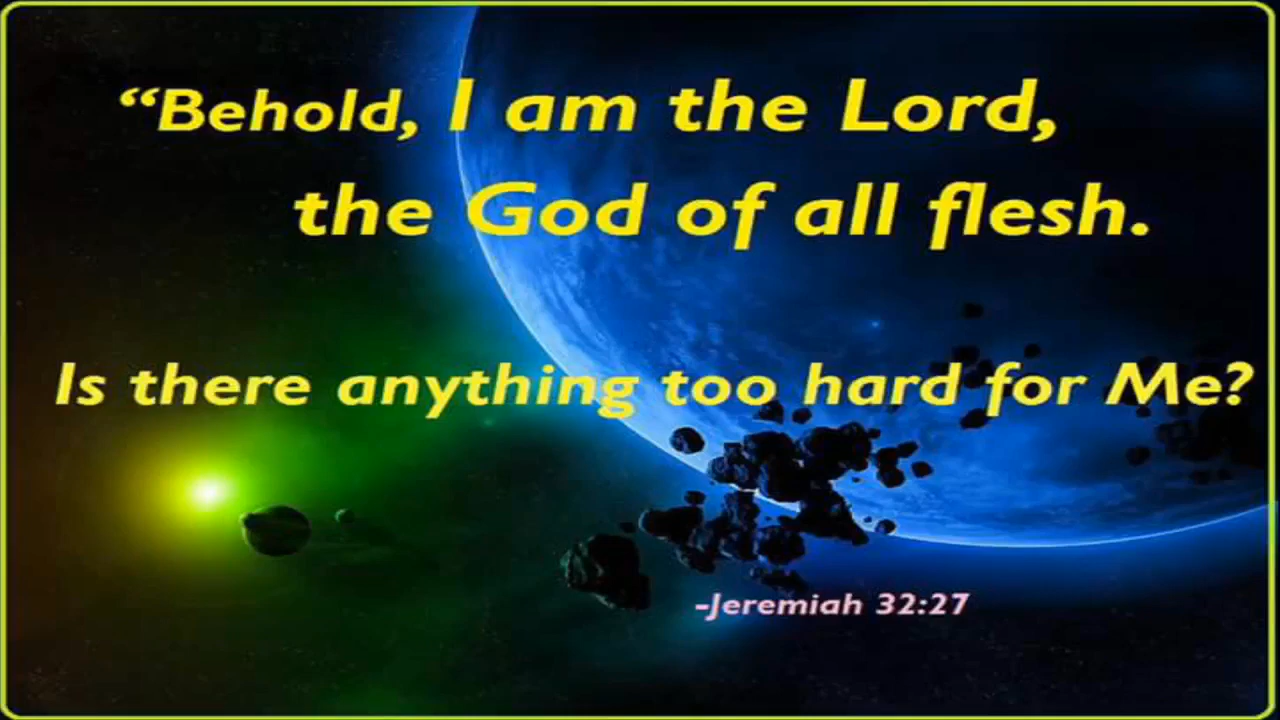 “Behold, I am the Lord,
the God of all flesh.
Is there anything too hard for Me?
-Jeremiah 32:27